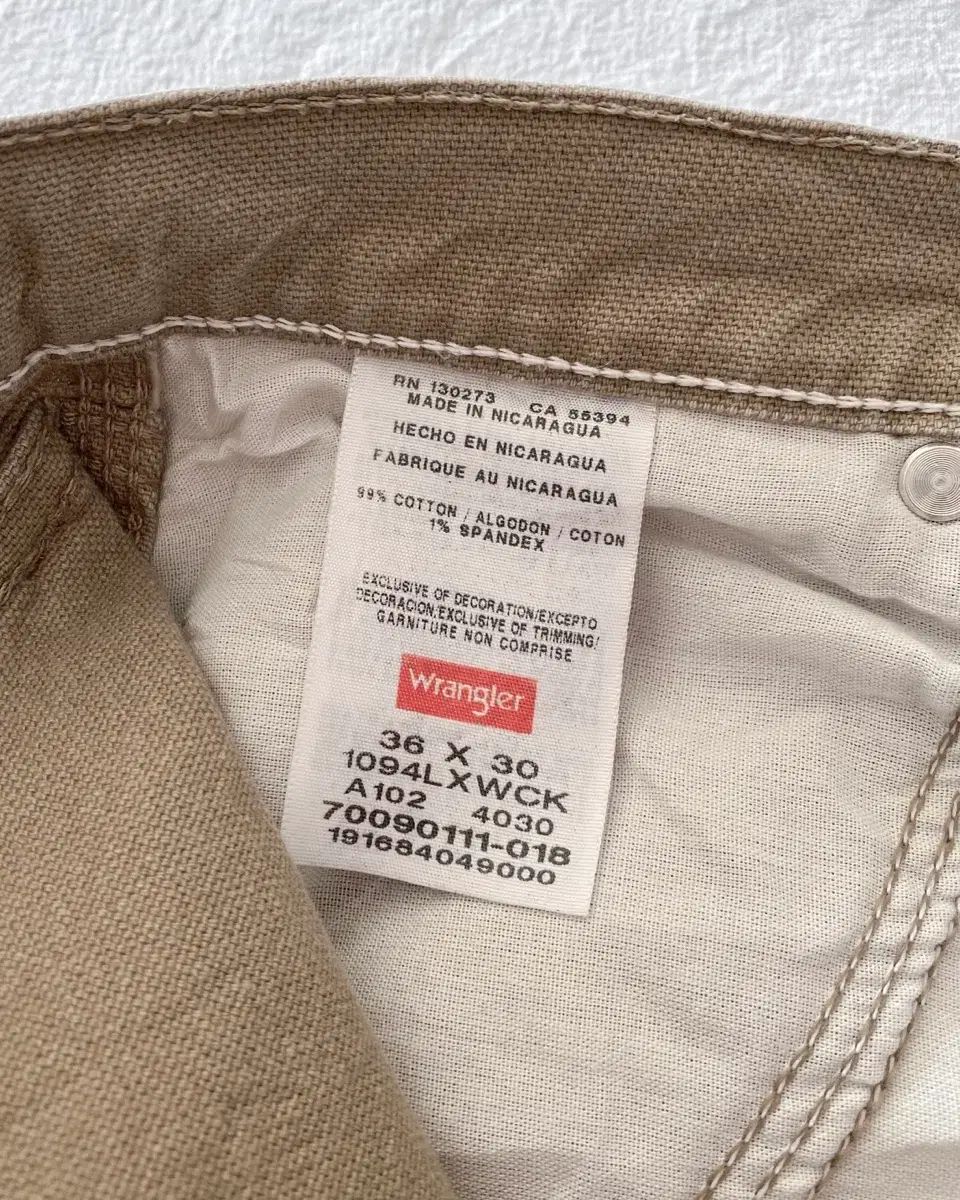 RN 130273 CA 55394
MADE IN NICARAGUA
HECHO EN NICARAGUA
FABRIQUE AU NICARAGUA
99% COTTON / ALGODON / COTON
1% SPANDEX
EXCLUSIVE OF DECORATION/EXCEPTO
DECORACION/EXCLUSIVE OF TRIMMING/
GARNITURE NON COMPRISE
Wrangler
36 X 30
1094LXWCK
A102 4030
70090111-018
191684049000